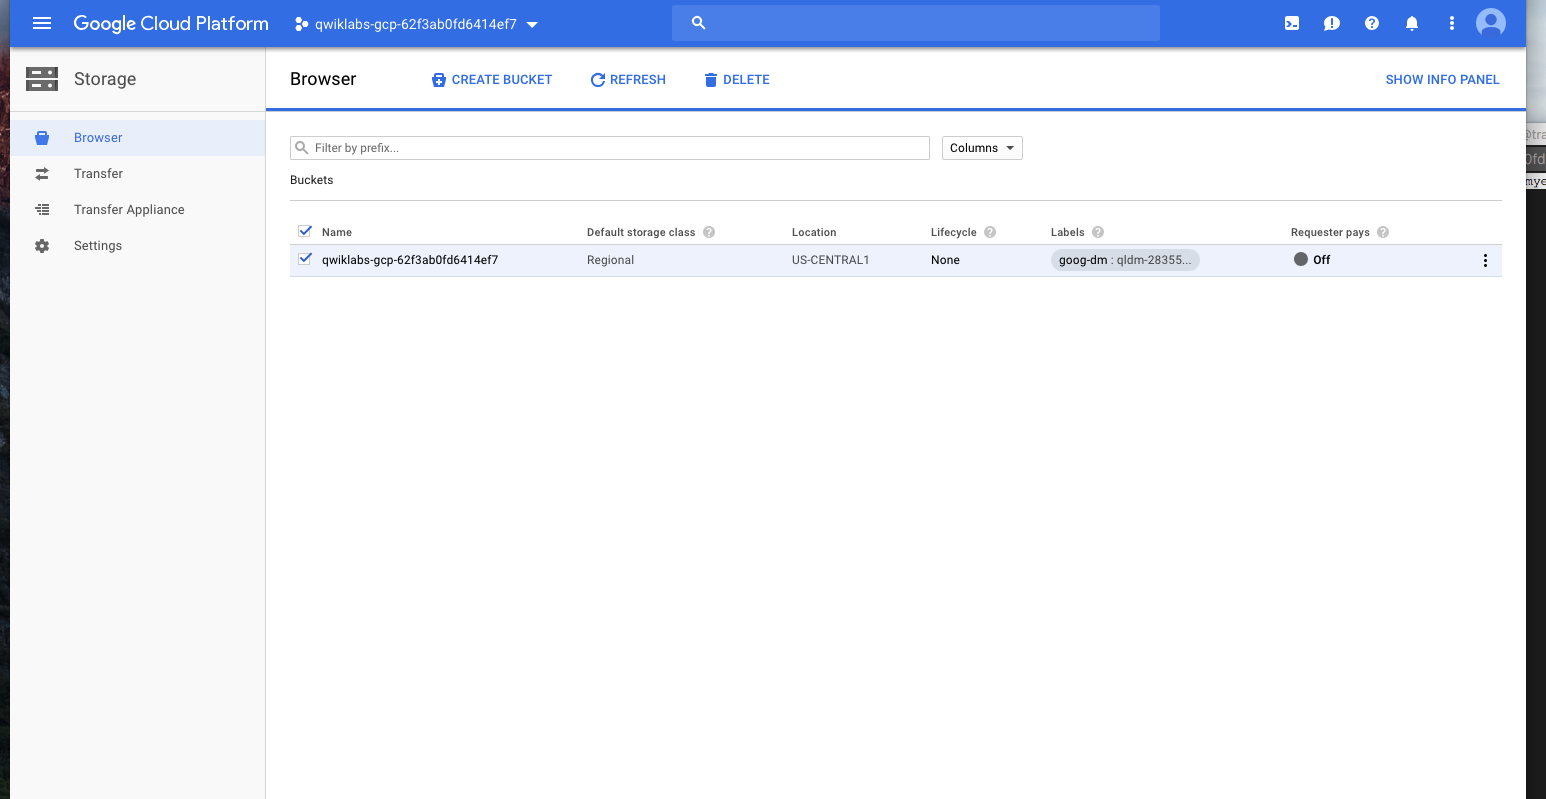 Google Cloud Platform qwiklabs-gcp-62f3ab0fd6414ef7
Storage
Browser CREATE BUCKET REFRESH DELETE SHOW INFO PANEL
Browser
Transfer
Transfer Appliance
Settings
Filter by prefix... Columns
Buckets
Name Default storage class Location Lifecycle Labels Requester pays
qwiklabs-gcp-62f3ab0fd6414ef7 Regional US-CENTRAL1 None goog-dm : qldm-28355... Off
@tra
0fd
mye